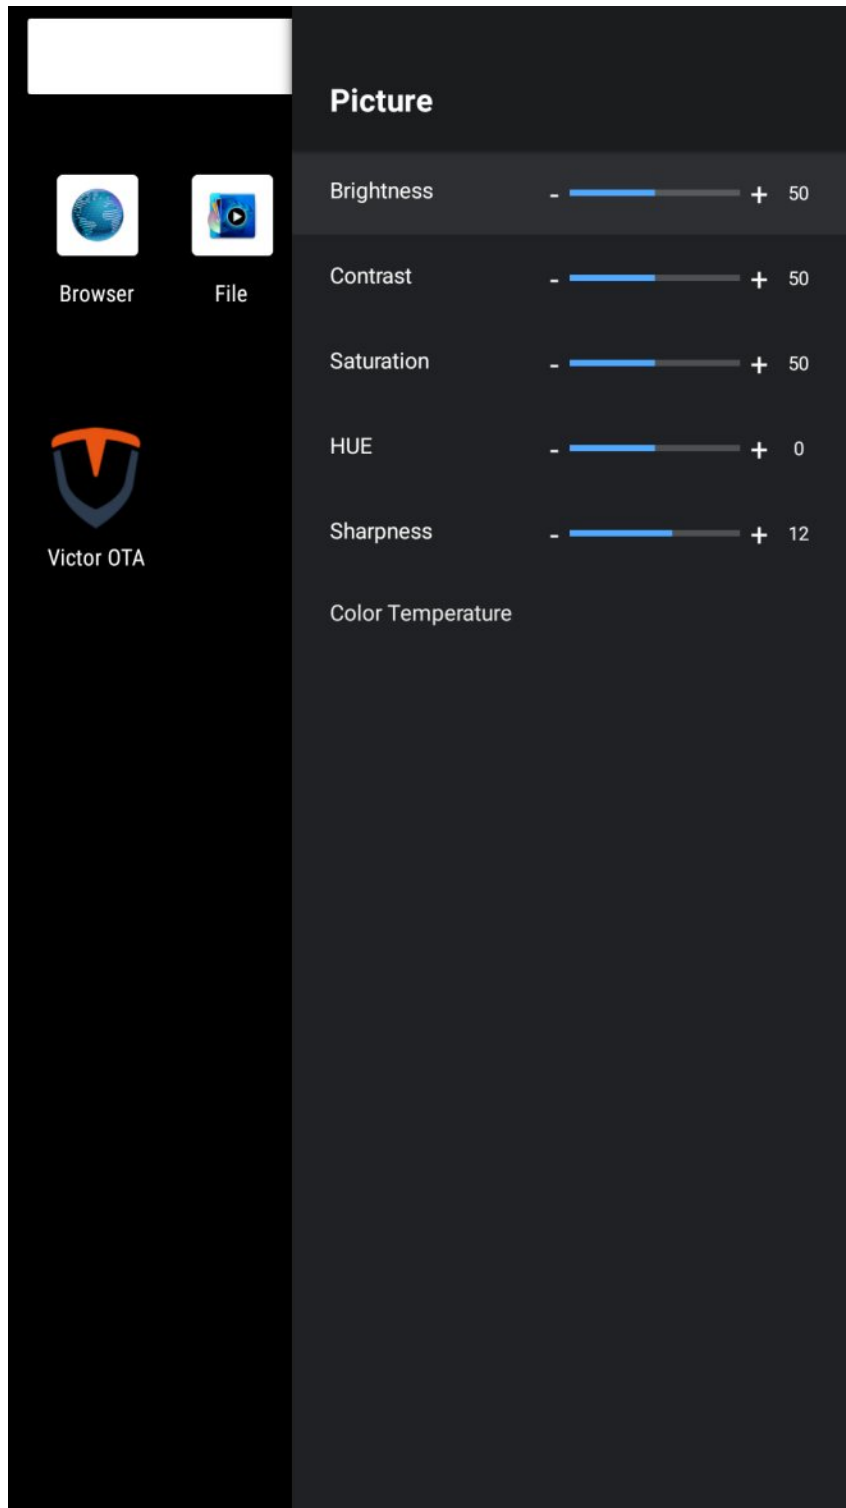 Picture
Brightness - + 50
Contrast - + 50
Saturation - + 50
HUE - + 0
Sharpness - + 12
Color Temperature
Browser File
Victor OTA